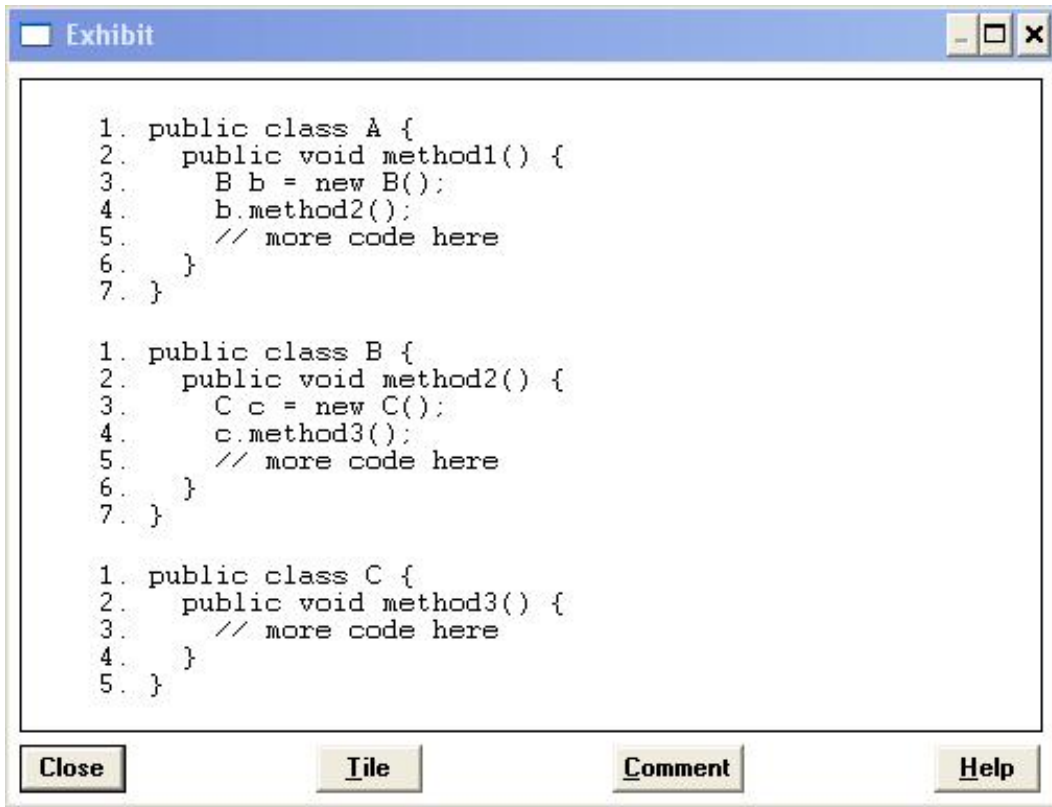 Exhibit
1. public class A {
2.   public void method1() {
3.     B b = new B();
4.     b.method2();
5.     // more code here
6.   }
7. }
1. public class B {
2.   public void method2() {
3.     C c = new C();
4.     c.method3();
5.     // more code here
6.   }
7. }
1. public class C {
2.   public void method3() {
3.     // more code here
4.   }
5. }
Close Tile Comment Help